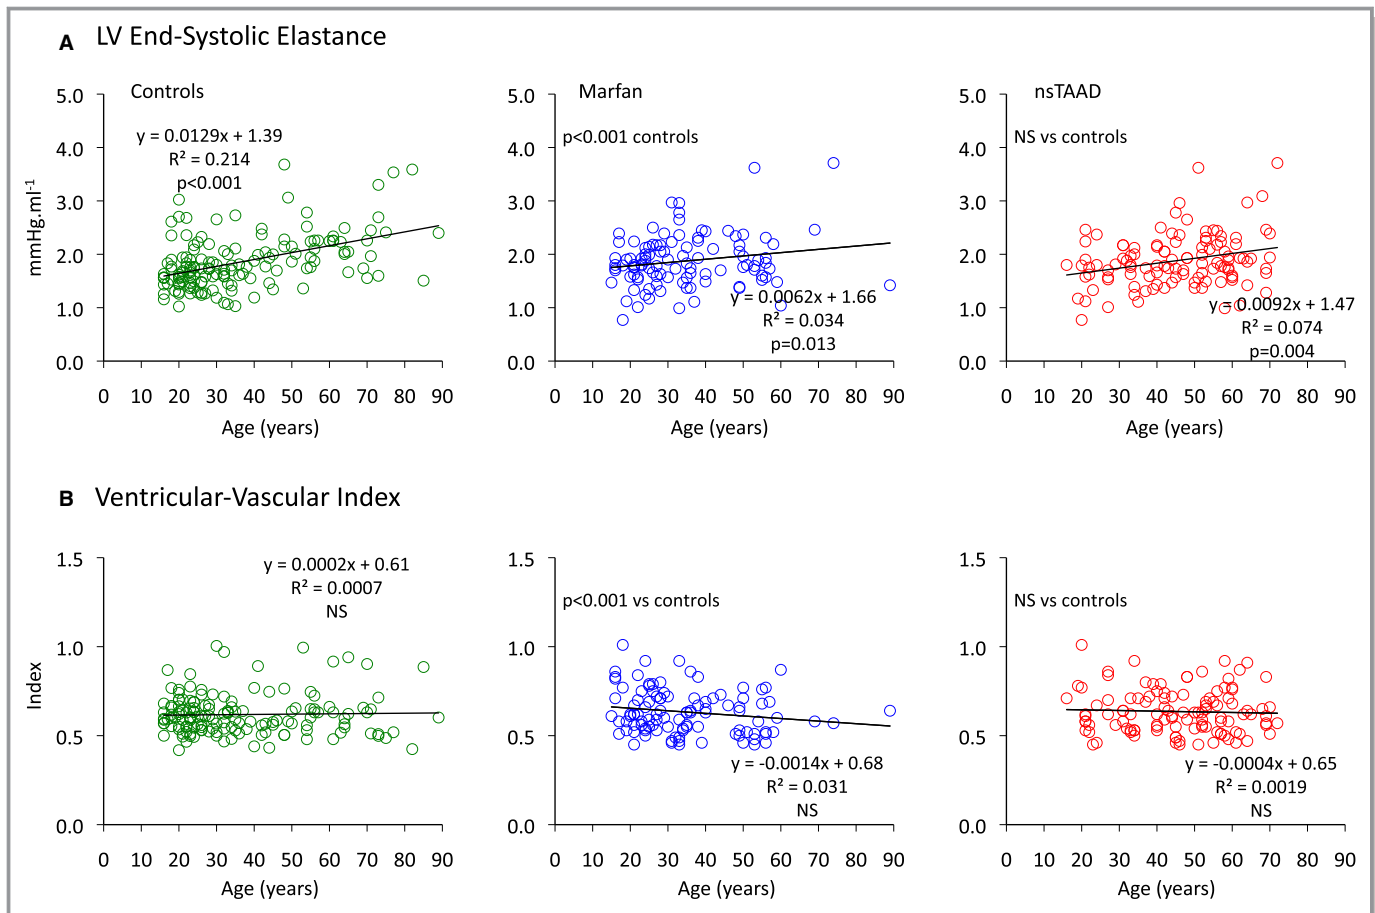 A LV End-Systolic Elastance
Controls
Marfan
nsTAAD
y = 0.0129x + 1.39
R² = 0.214
p<0.001
p<0.001 controls
NS vs controls
mmHg.ml⁻¹
5.0
4.0
3.0
2.0
1.0
0.0
0 10 20 30 40 50 60 70 80 90
Age (years)
5.0
4.0
3.0
2.0
1.0
0.0
y = 0.0062x + 1.66
R² = 0.034
p=0.013
0 10 20 30 40 50 60 70 80 90
Age (years)
5.0
4.0
3.0
2.0
1.0
0.0
y = 0.0092x + 1.47
R² = 0.074
p=0.004
0 10 20 30 40 50 60 70 80 90
Age (years)
B Ventricular-Vascular Index
y = 0.0002x + 0.61
R² = 0.0007
NS
Index
1.5
1.0
0.5
0.0
0 10 20 30 40 50 60 70 80 90
Age (years)
p<0.001 vs controls
1.5
1.0
0.5
0.0
y = -0.0014x + 0.68
R² = 0.031
NS
0 10 20 30 40 50 60 70 80 90
Age (years)
NS vs controls
1.5
1.0
0.5
0.0
y = -0.0004x + 0.65
R² = 0.0019
NS
0 10 20 30 40 50 60 70 80 90
Age (years)